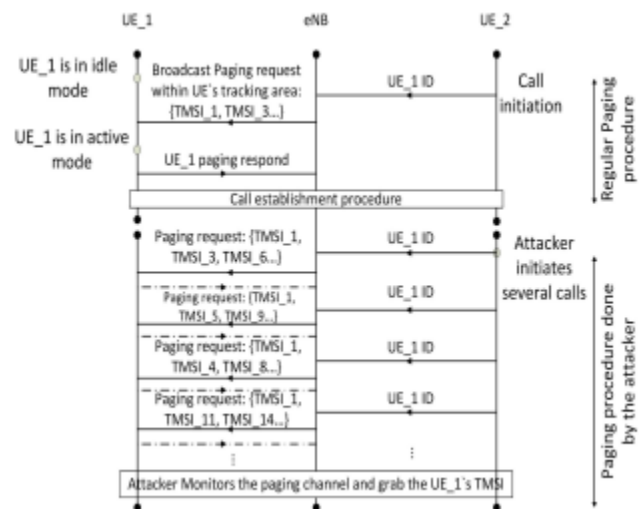 UE_1
eNB
UE_2
UE_1 is in idle
mode
Broadcast Paging request
within UE`s tracking area:
{TMSI_1, TMSI_3...}
UE_1 ID
Call
initiation
Regular Paging
procedure
UE_1 is in active
mode
UE_1 paging respond
Call establishment procedure
Paging request: {TMSI_1,
TMSI_3, TMSI_6...}
UE_1 ID
Attacker
initiates
several calls
Paging request: {TMSI_1,
TMSI_5, TMSI_9...}
UE_1 ID
Paging request: {TMSI_1,
TMSI_4, TMSI_8...}
UE_1 ID
Paging request: {TMSI_1,
TMSI_11, TMSI_14...}
UE_1 ID
Paging procedure done
by the attacker
Attacker Monitors the paging channel and grab the UE_1`s TMSI